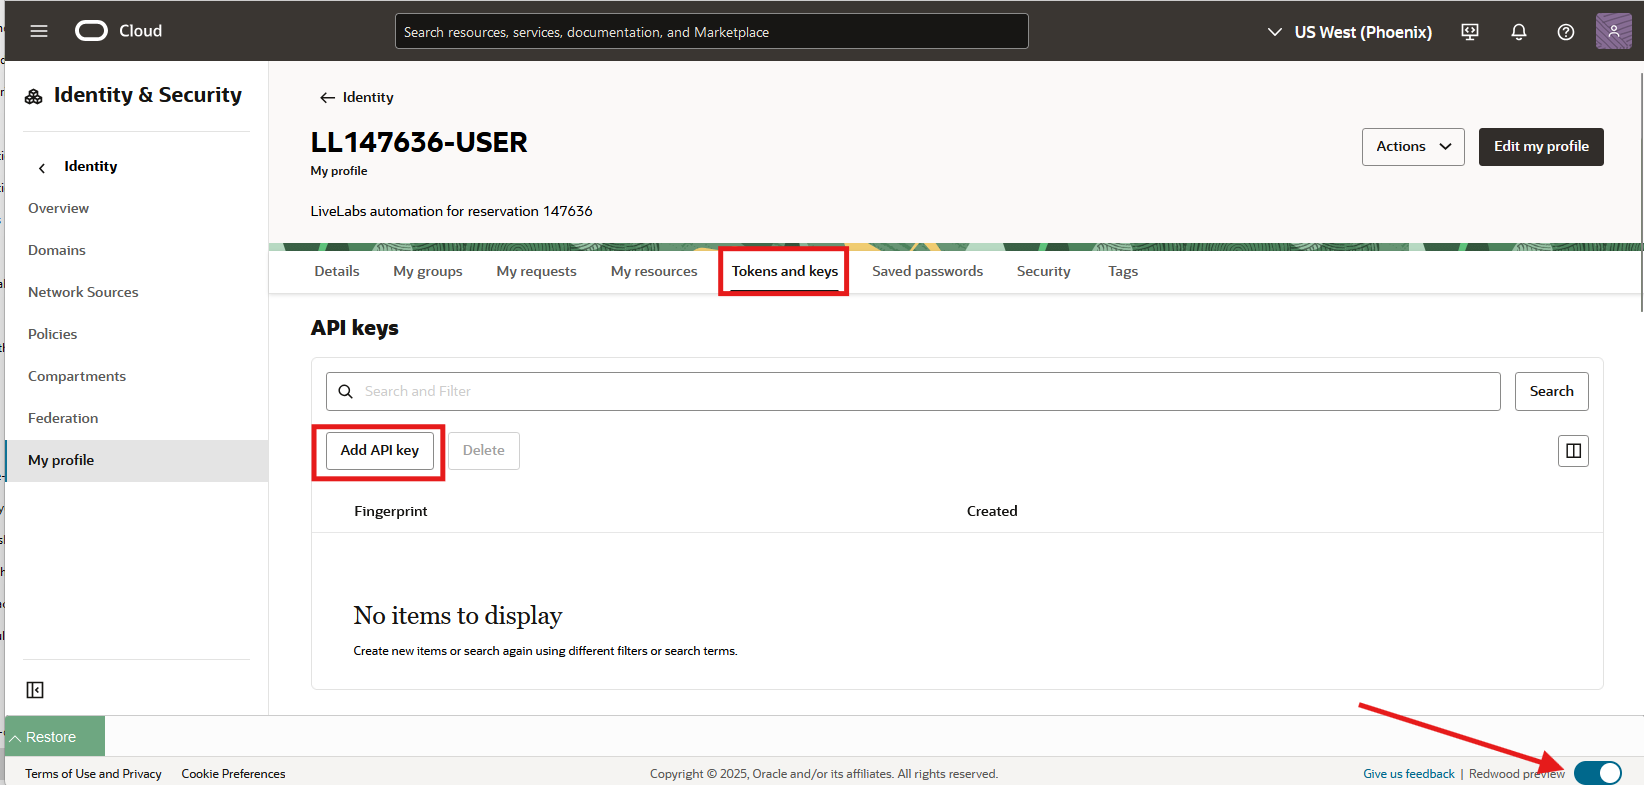 Cloud
Search resources, services, documentation, and Marketplace
US West (Phoenix)
Identity & Security
Identity
Overview
Domains
Network Sources
Policies
Compartments
Federation
My profile
Identity
LL147636-USER
My profile
LiveLabs automation for reservation 147636
Actions
Edit my profile
Details
My groups
My requests
My resources
Tokens and keys
Saved passwords
Security
Tags
API keys
Search and Filter
Search
Add API key
Delete
Fingerprint
Created
No items to display
Create new items or search again using different filters or search terms.
Restore
Terms of Use and Privacy
Cookie Preferences
Copyright © 2025, Oracle and/or its affiliates. All rights reserved.
Give us feedback | Redwood preview